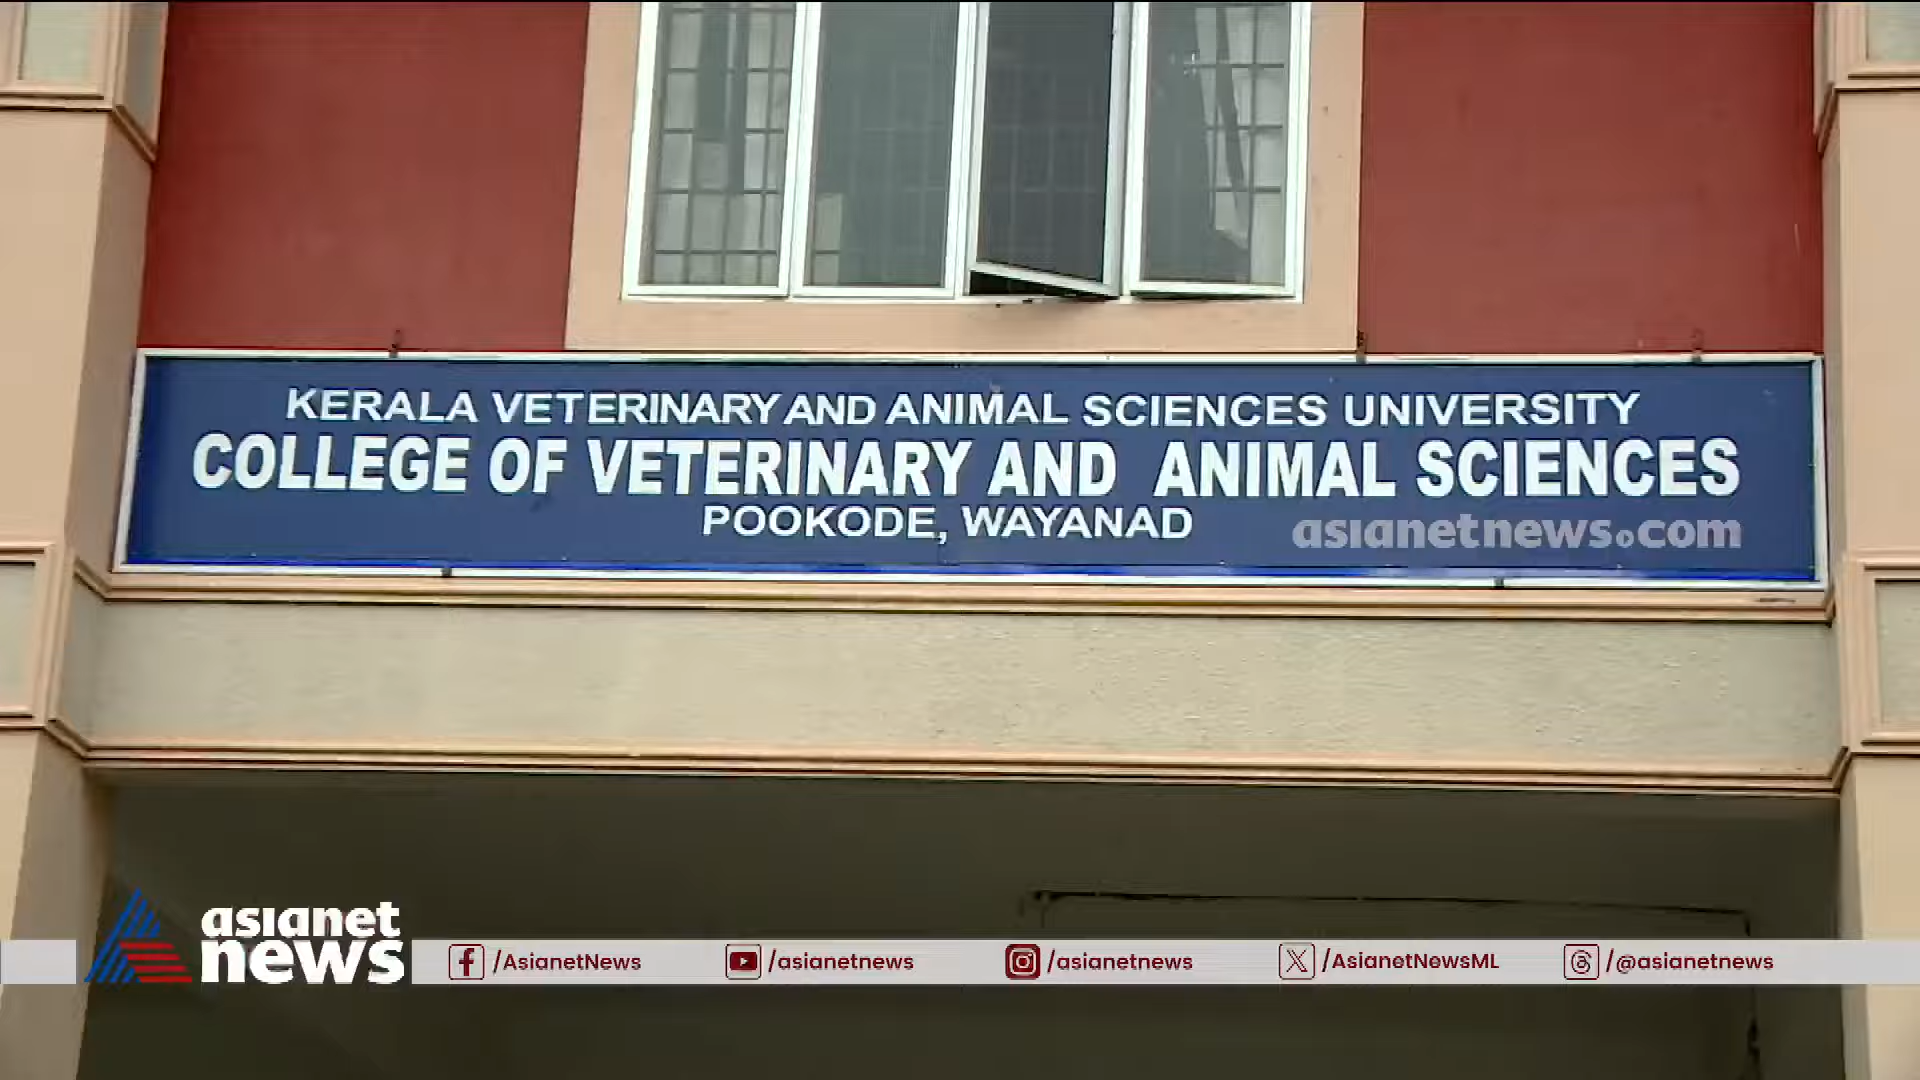 KERALA VETERINARY AND ANIMAL SCIENCES UNIVERSITY
COLLEGE OF VETERINARY AND ANIMAL SCIENCES
POOKODE, WAYANAD
asianetnews.com
asianet
news
/AsianetNews
/asianetnews
/asianetnews
/AsianetNewsML
/@asianetnews